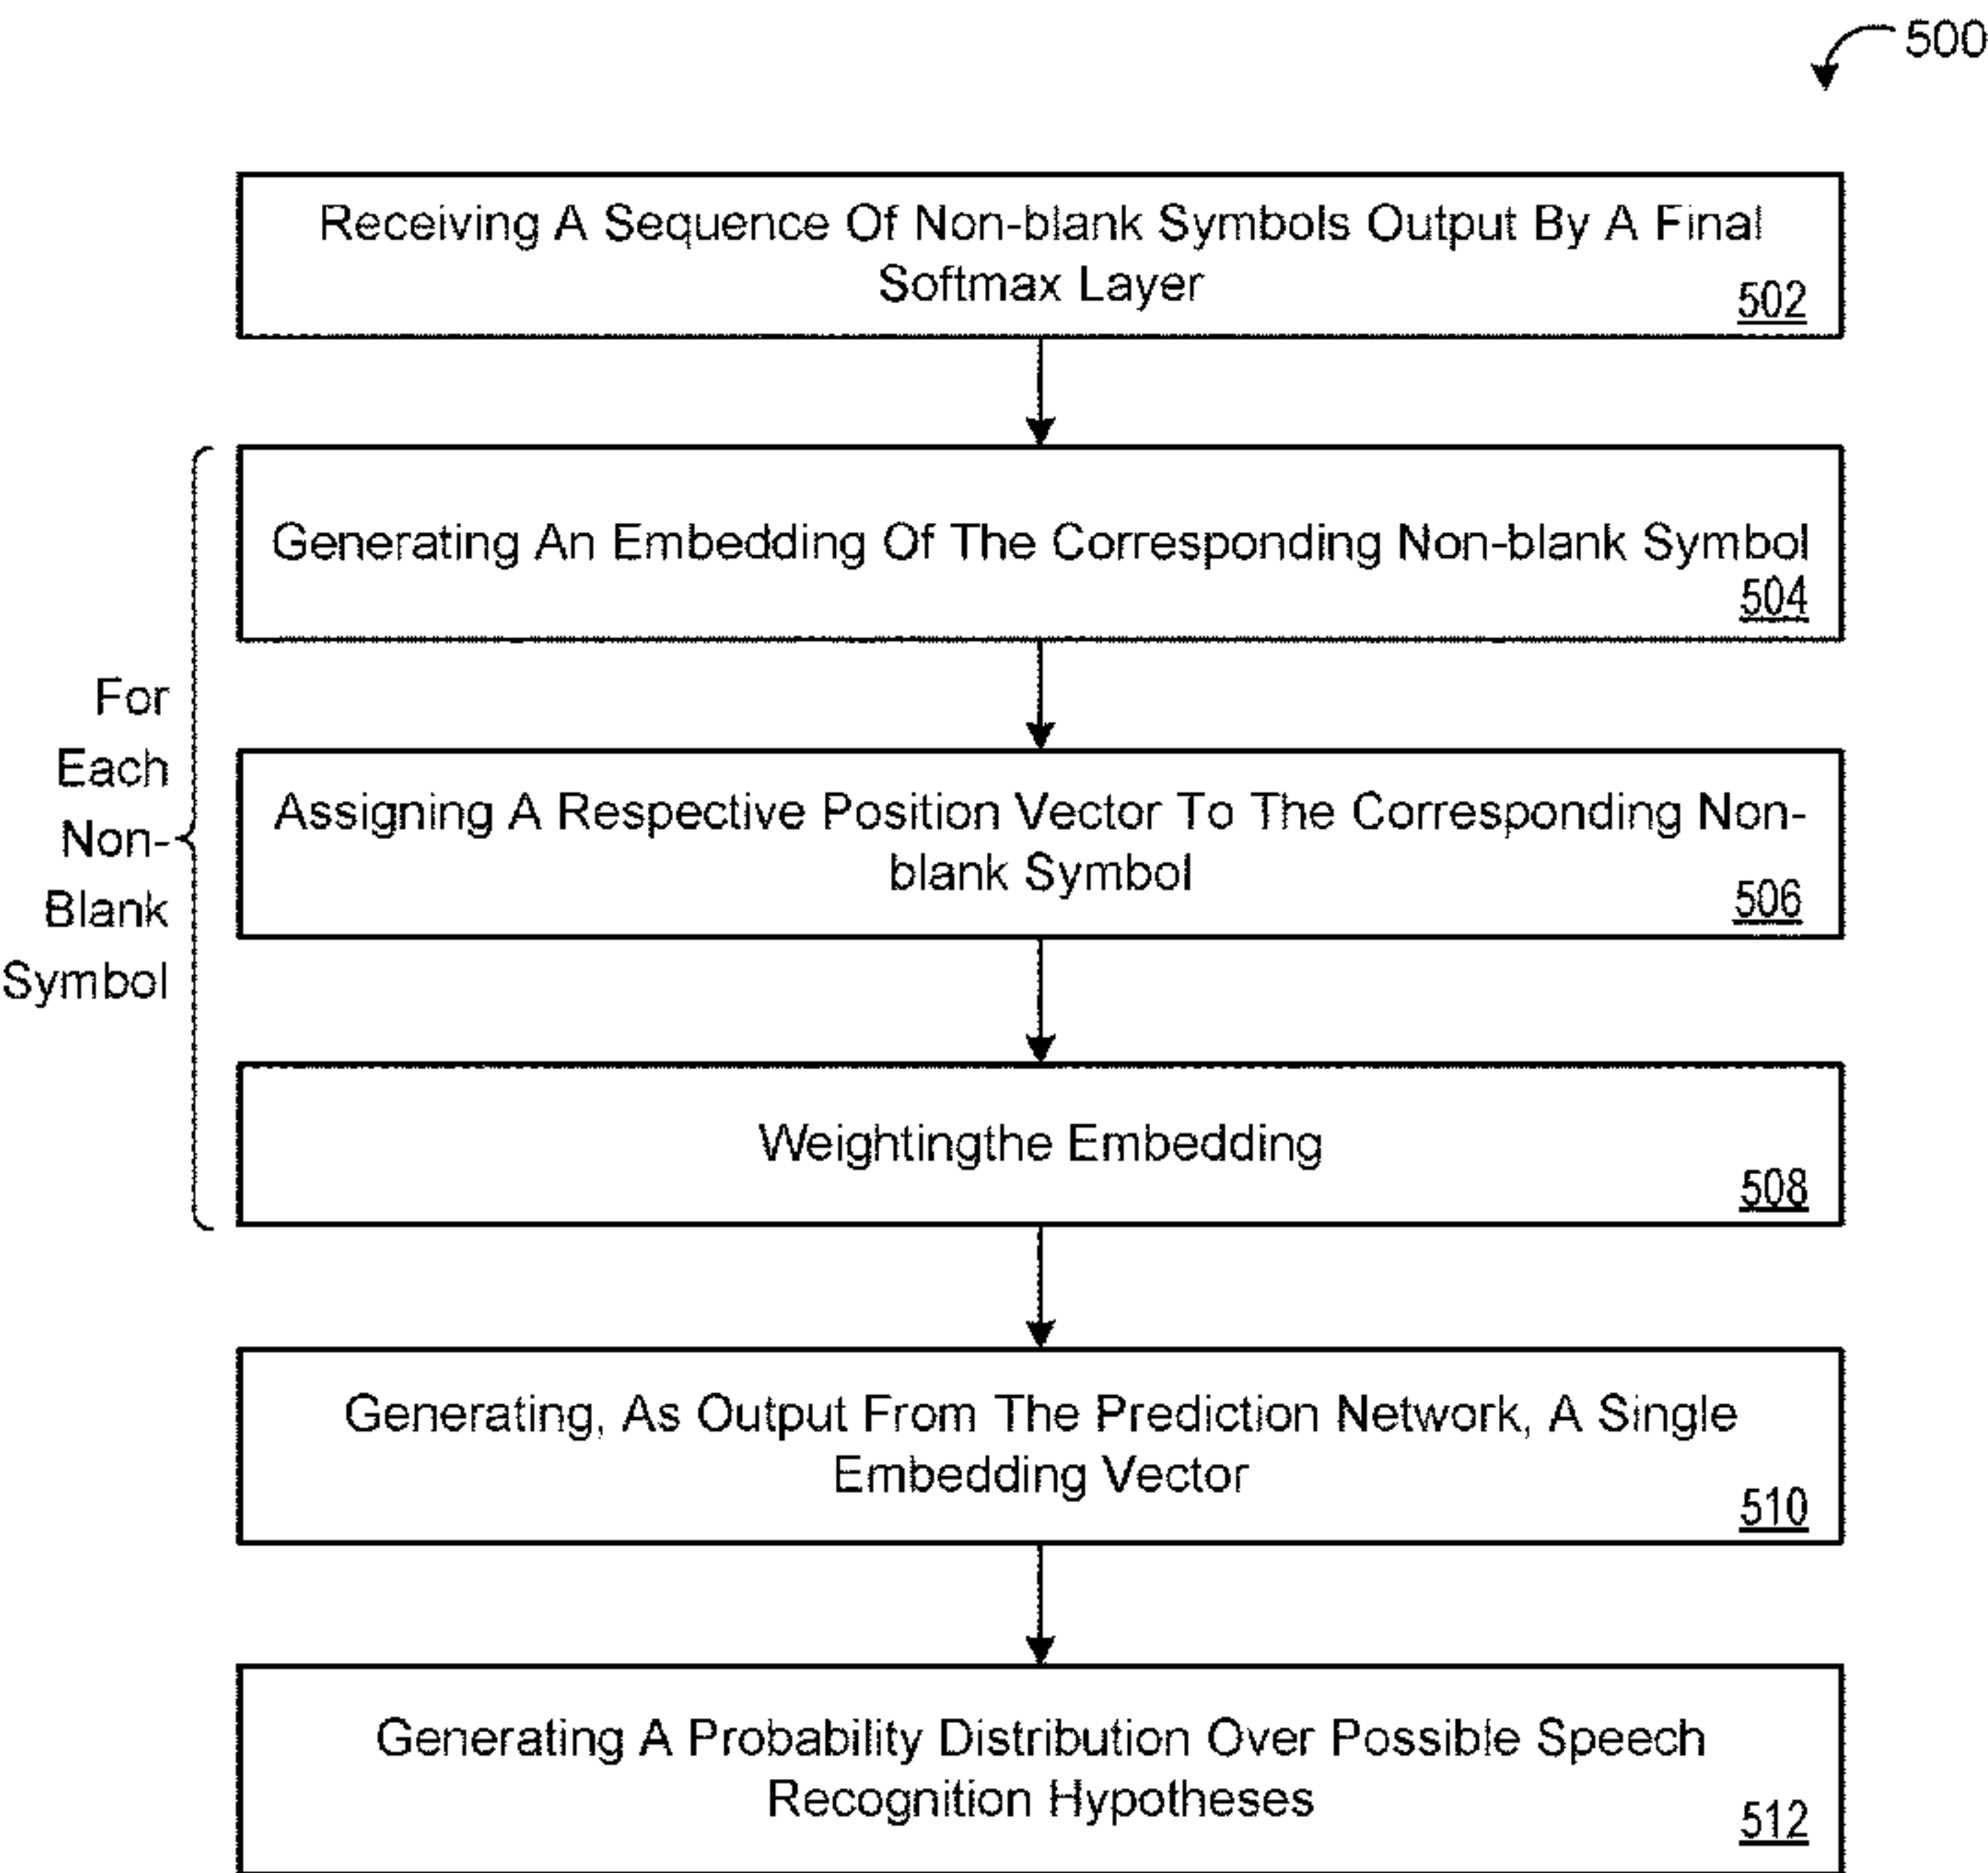 500
Receiving A Sequence Of Non-blank Symbols Output By A Final
Softmax Layer
502
Generating An Embedding Of The Corresponding Non-blank Symbol
504
For
Each
Non-
Blank
Symbol
Assigning A Respective Position Vector To The Corresponding Non-
blank Symbol
506
Weightingthe Embedding
508
Generating, As Output From The Prediction Network, A Single
Embedding Vector
510
Generating A Probability Distribution Over Possible Speech
Recognition Hypotheses
512